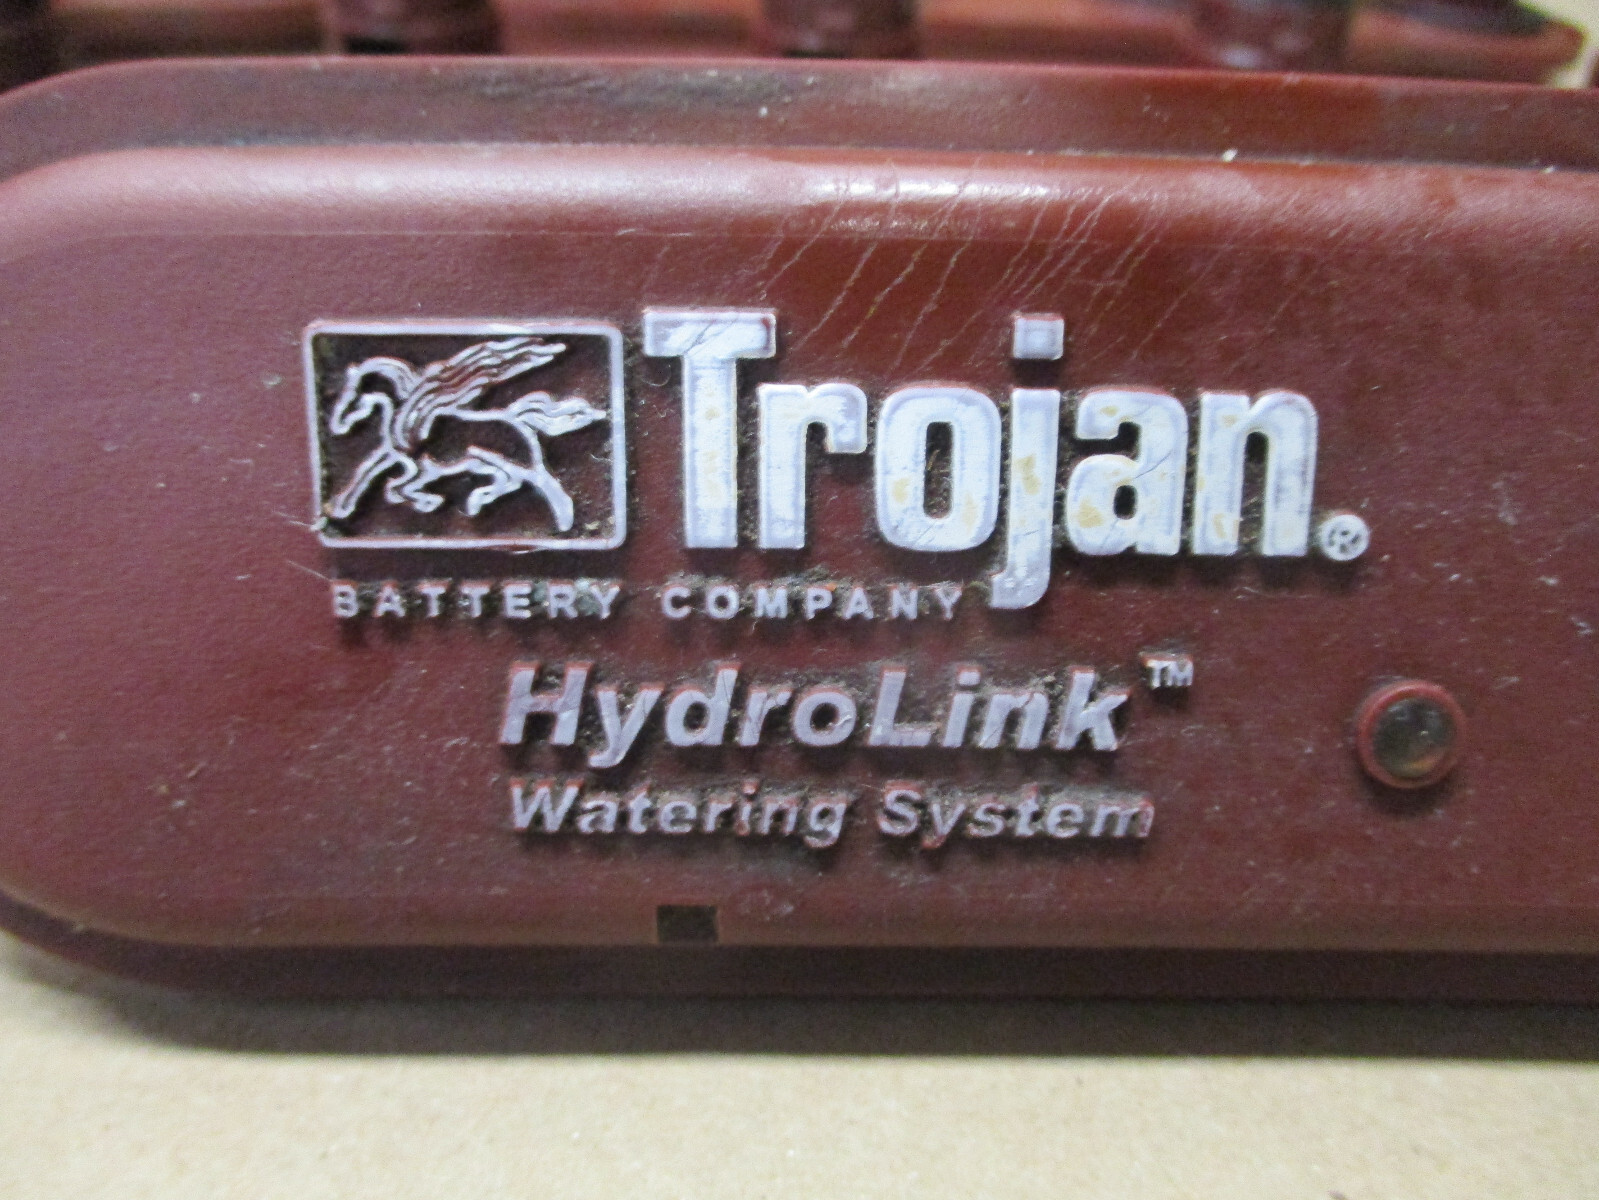 Trojan®
BATTERY COMPANY
HydroLink™
Watering System